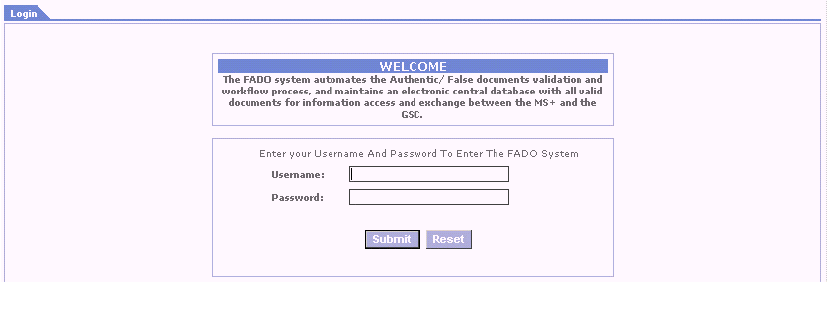 Login
WELCOME
The FADO system automates the Authentic/ False documents validation and
workflow process, and maintains an electronic central database with all valid
documents for information access and exchange between the MS+ and the
GSC.
Enter your Username And Password To Enter The FADO System
Username:
Password:
Submit Reset